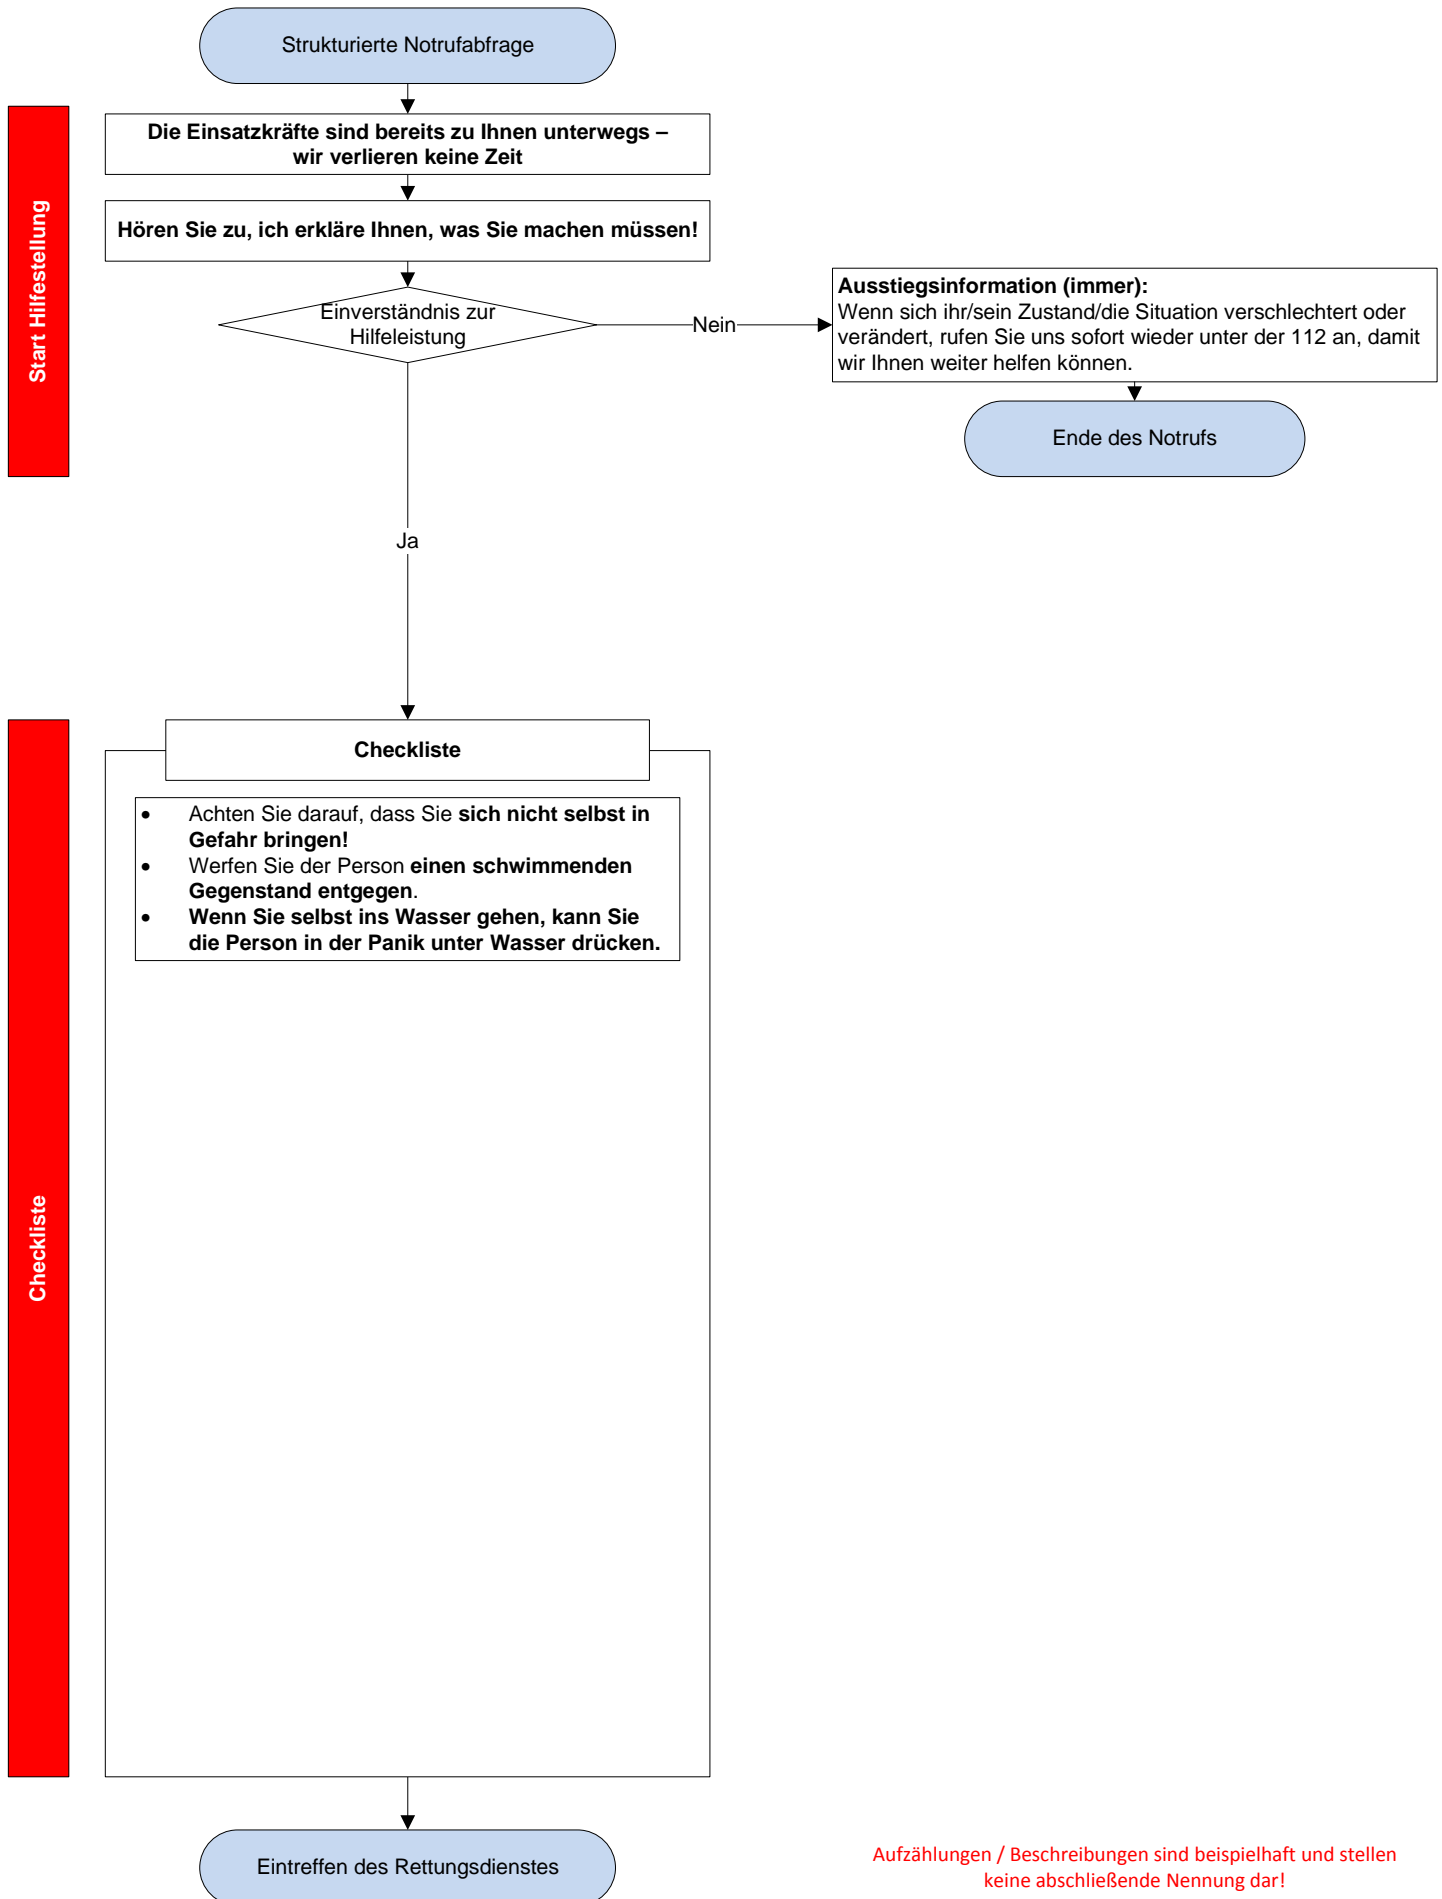 Strukturierte Notrufabfrage
Start Hilfestellung
Die Einsatzkräfte sind bereits zu Ihnen unterwegs –
wir verlieren keine Zeit
Hören Sie zu, ich erkläre Ihnen, was Sie machen müssen!
Einverständnis zur
Hilfeleistung
Nein
Ausstiegsinformation (immer):
Wenn sich ihr/sein Zustand/die Situation verschlechtert oder
verändert, rufen Sie uns sofort wieder unter der 112 an, damit
wir Ihnen weiter helfen können.
Ende des Notrufs
Ja
Checkliste
Checkliste
• Achten Sie darauf, dass Sie sich nicht selbst in
Gefahr bringen!
• Werfen Sie der Person einen schwimmenden
Gegenstand entgegen.
• Wenn Sie selbst ins Wasser gehen, kann Sie
die Person in der Panik unter Wasser drücken.
Eintreffen des Rettungsdienstes
Aufzählungen / Beschreibungen sind beispielhaft und stellen
keine abschließende Nennung dar!